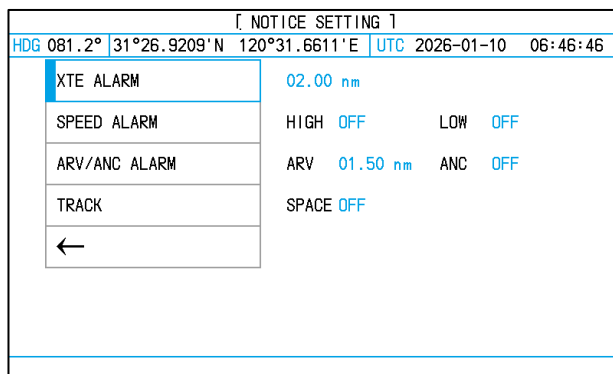 [ NOTICE SETTING ]
HDG 081.2° 31°26.9209'N 120°31.6611'E UTC 2026-01-10 06:46:46
XTE ALARM 02.00 nm
SPEED ALARM HIGH OFF LOW OFF
ARV/ANC ALARM ARV 01.50 nm ANC OFF
TRACK SPACE OFF
←